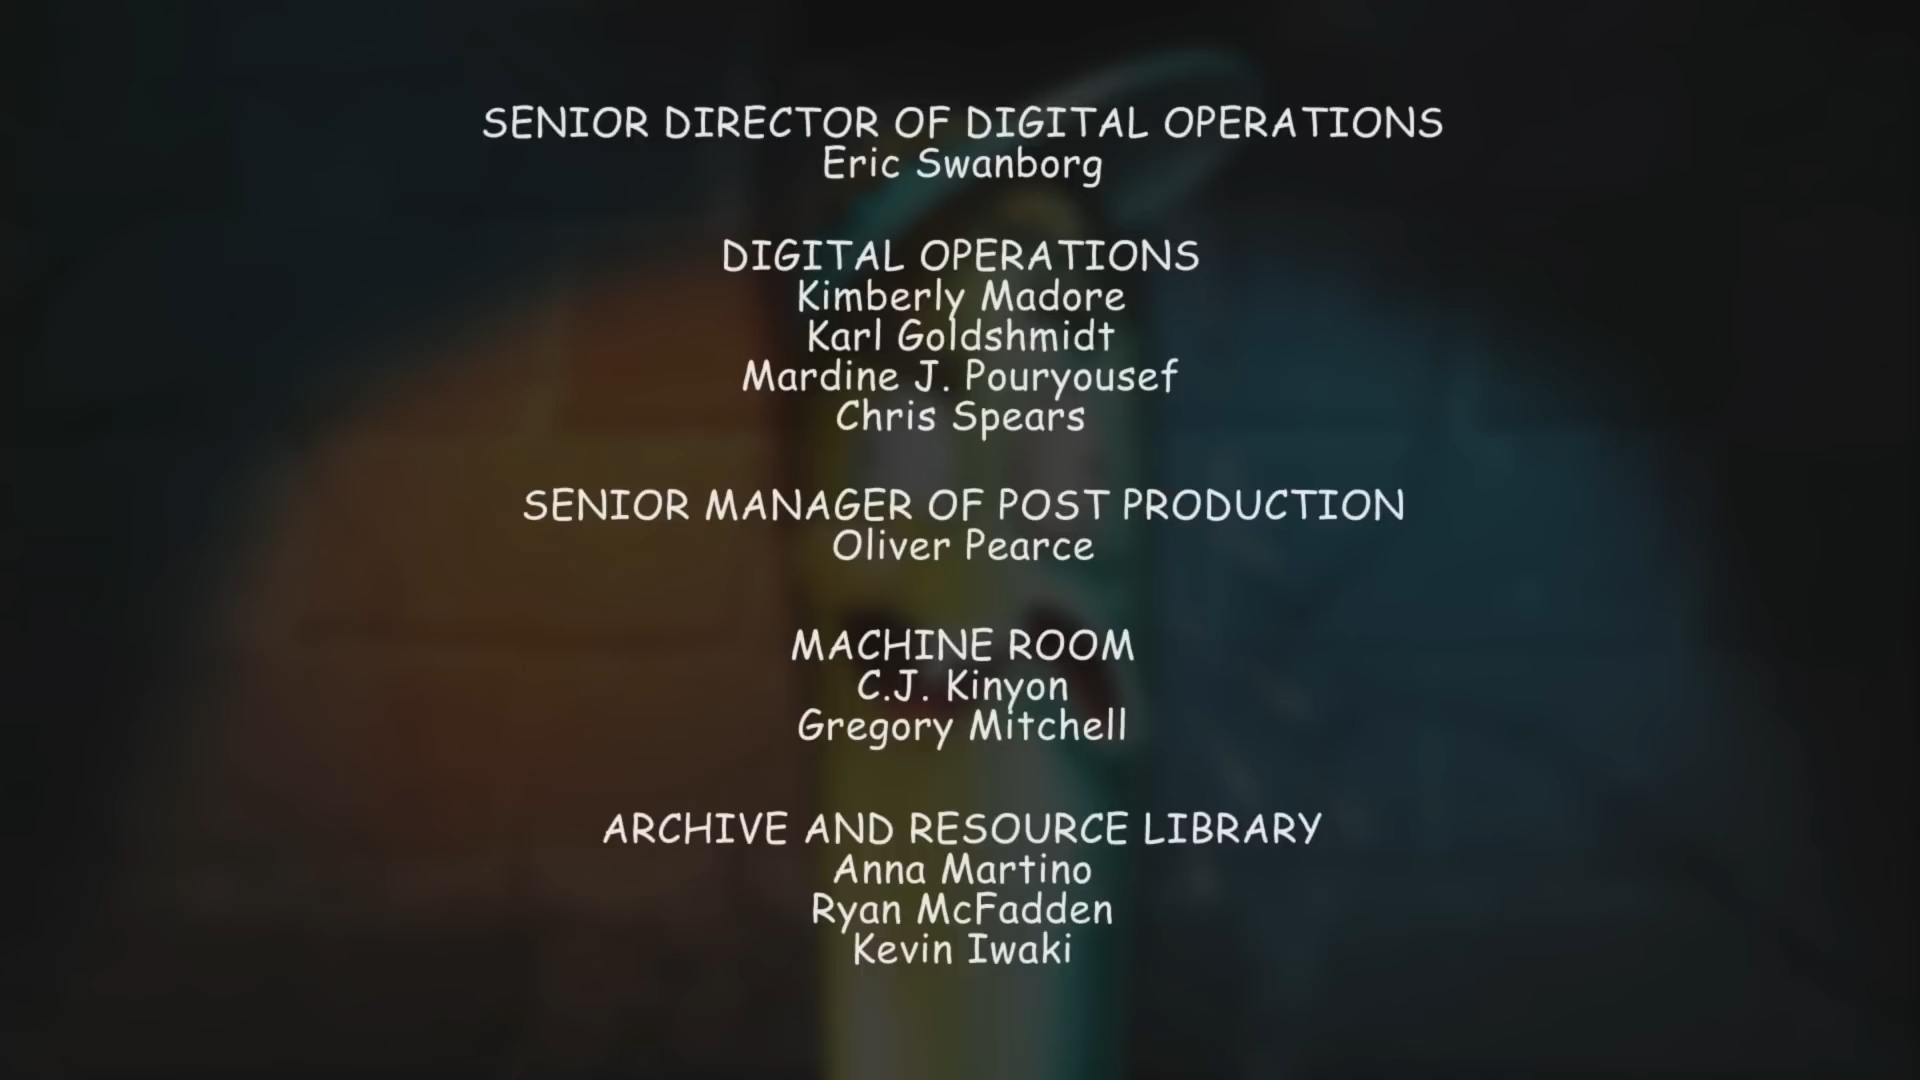 SENIOR DIRECTOR OF DIGITAL OPERATIONS
Eric Swanborg
DIGITAL OPERATIONS
Kimberly Madore
Karl Goldshmidt
Mardine J. Pouryousef
Chris Spears
SENIOR MANAGER OF POST PRODUCTION
Oliver Pearce
MACHINE ROOM
C.J. Kinyon
Gregory Mitchell
ARCHIVE AND RESOURCE LIBRARY
Anna Martino
Ryan McFadden
Kevin Iwaki